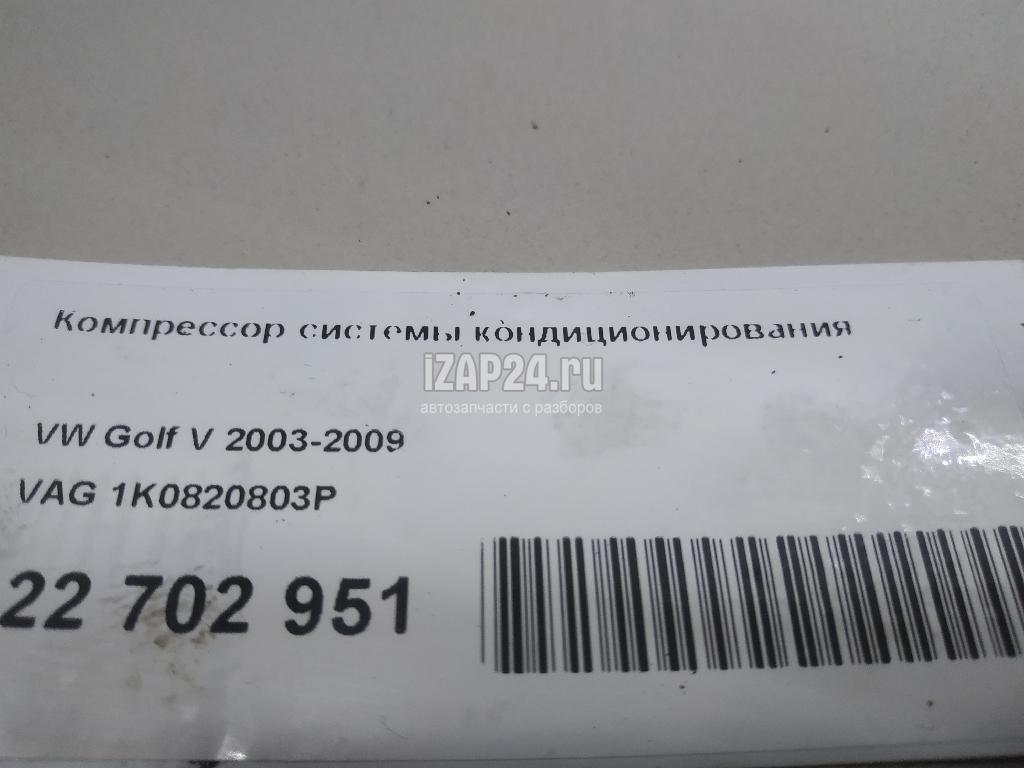 Компрессор системы кондиционирования
iZAP24.ru
автозапчасти с разборов
VW Golf V 2003-2009
VAG 1K0820803P
22 702 951